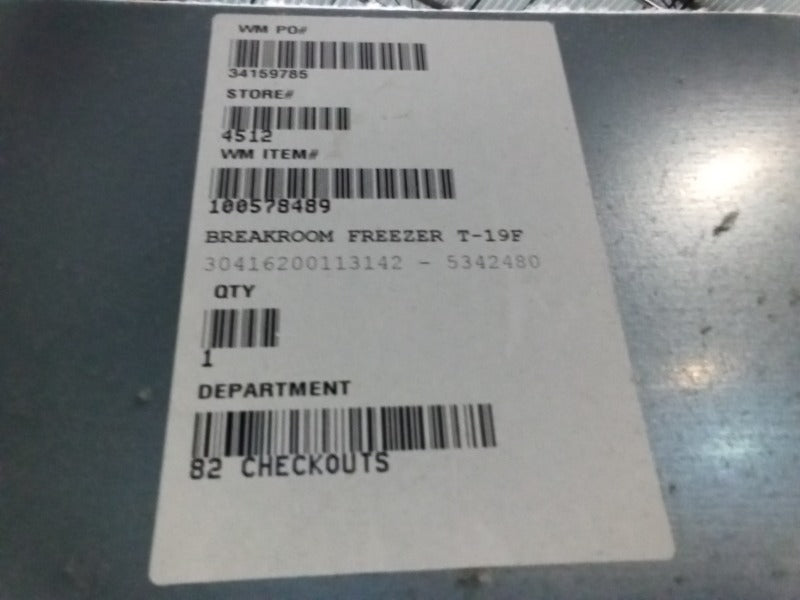 WM PO#
34159785
STORE#
4512
WM ITEM#
100578489
BREAKROOM FREEZER T-19F
30416200113142 - 5342480
QTY
1
DEPARTMENT
82 CHECKOUTS